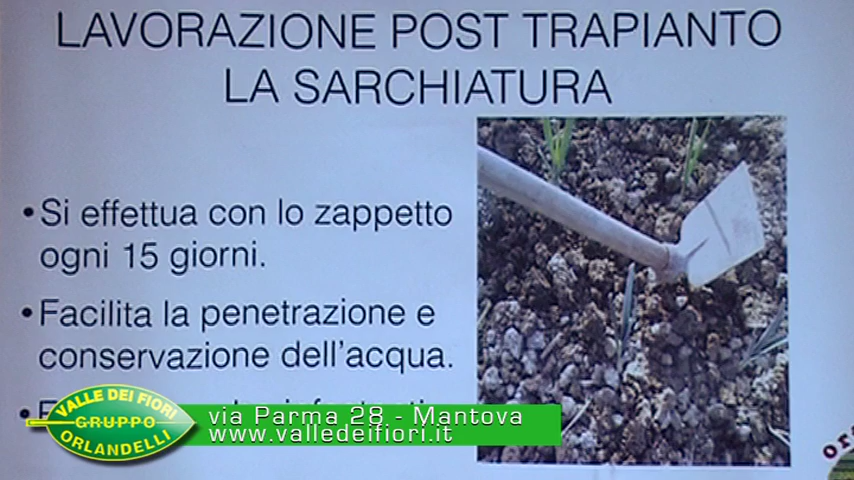 LAVORAZIONE POST TRAPIANTO
LA SARCHIATURA
•Si effettua con lo zappetto
ogni 15 giorni.
•Facilita la penetrazione e
conservazione dell'acqua.
VALLE DEI FIORI
GRUPPO
ORLANDELLI
via Parma 28 - Mantova
www.valledeifiori.it